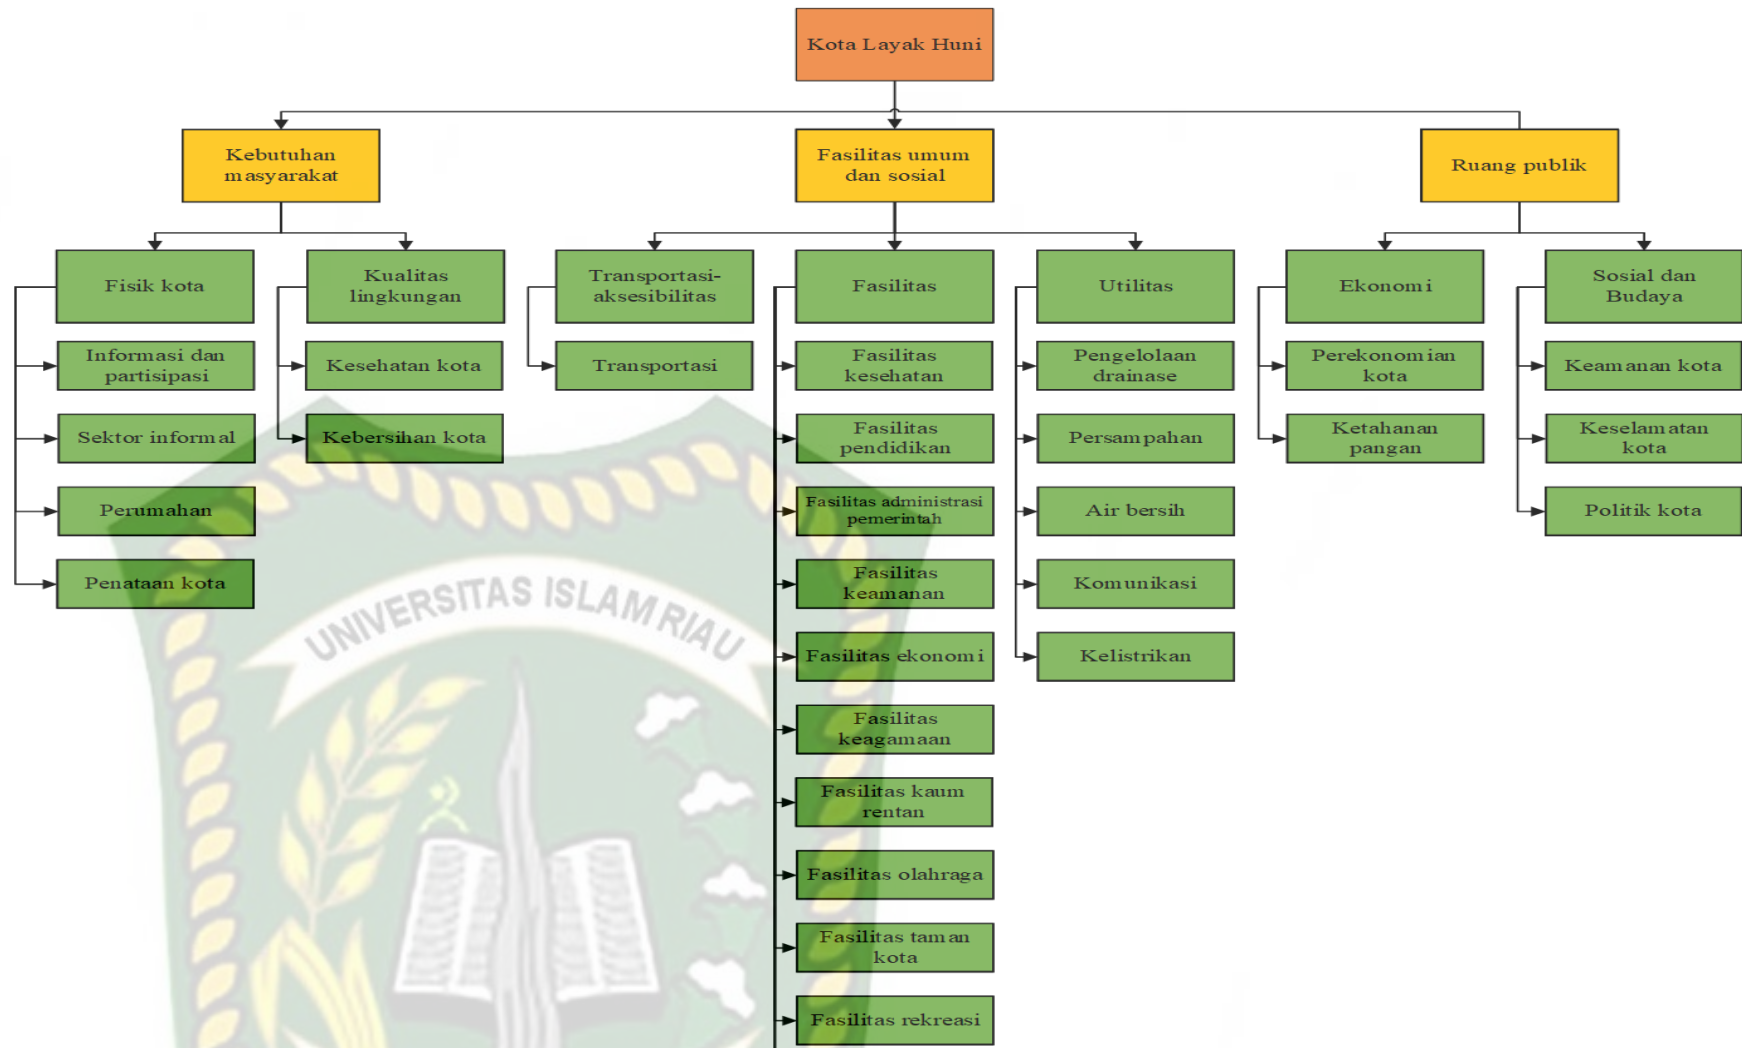 Kota Layak Huni
Kebutuhan
masyarakat
Fasilitas umum
dan sosial
Ruang publik
Fisik kota
Kualitas
lingkungan
Transportasi-
aksesibilitas
Fasilitas
Utilitas
Ekonomi
Sosial dan
Budaya
Informasi dan
partisipasi
Sektor informal
Perumahan
Penataan kota
Kesehatan kota
Kebersihan kota
Transportasi
Fasilitas
kesehatan
Fasilitas
pendidikan
Fasilitas administrasi
pemerintah
Fasilitas
keamanan
Fasilitas ekonomi
Fasilitas
keagamaan
Fasilitas kaum
rentan
Fasilitas olahraga
Fasilitas taman
kota
Fasilitas rekreasi
Pengelolaan
drainase
Persampahan
Air bersih
Komunikasi
Kelistrikan
Perekonomian
kota
Ketahanan
pangan
Keamanan kota
Keselamatan
kota
Politik kota
UNIVERSITAS ISLAM RIAU